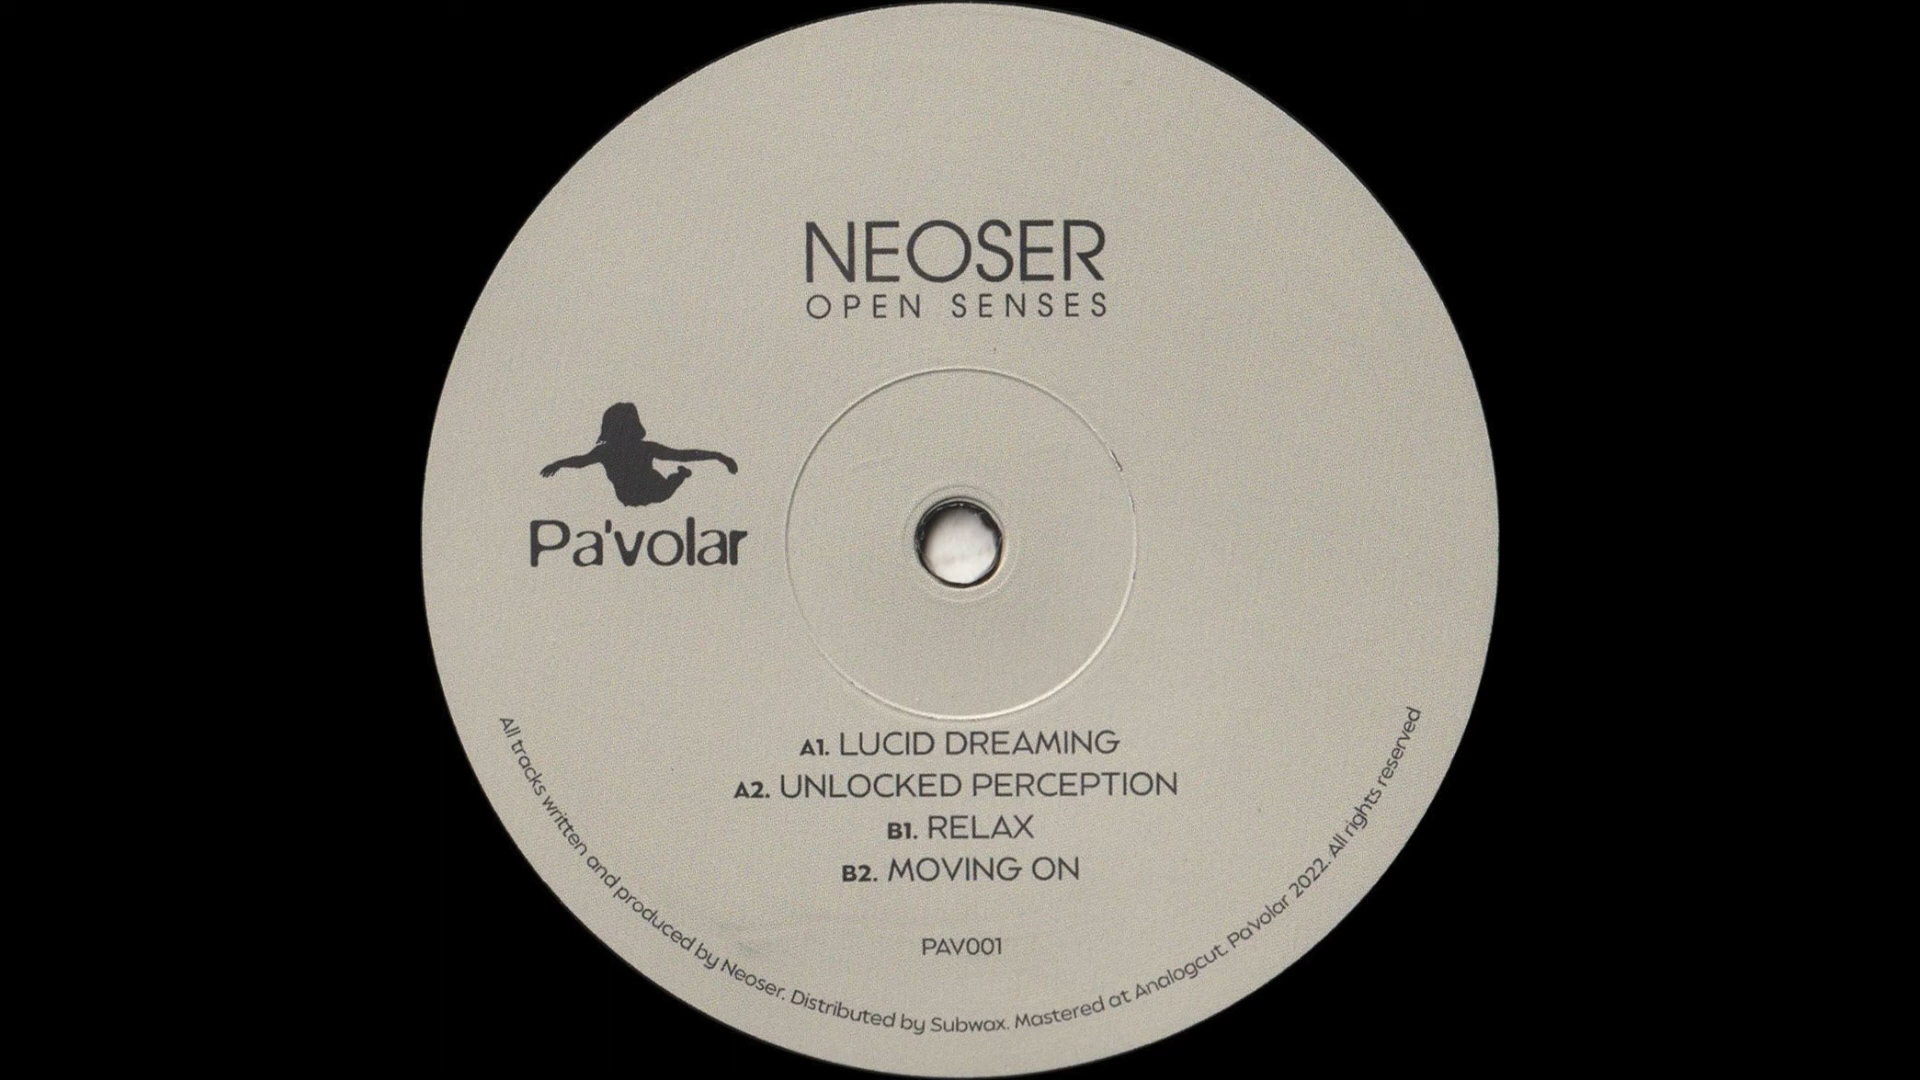 NEOSER
OPEN SENSES
Pa'volar
A1. LUCID DREAMING
A2. UNLOCKED PERCEPTION
B1. RELAX
B2. MOVING ON
PAV001
All tracks written and produced by Neoser. Distributed by Subwax. Mastered at Analogcut. Pa'volar 2022. All rights reserved